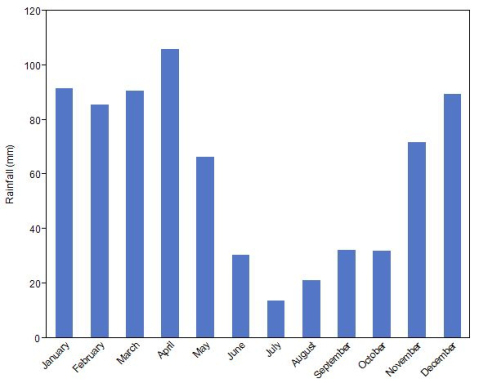 120
100
80
60
40
20
0
Rainfall (mm)
January
February
March
April
May
June
July
August
September
October
November
December